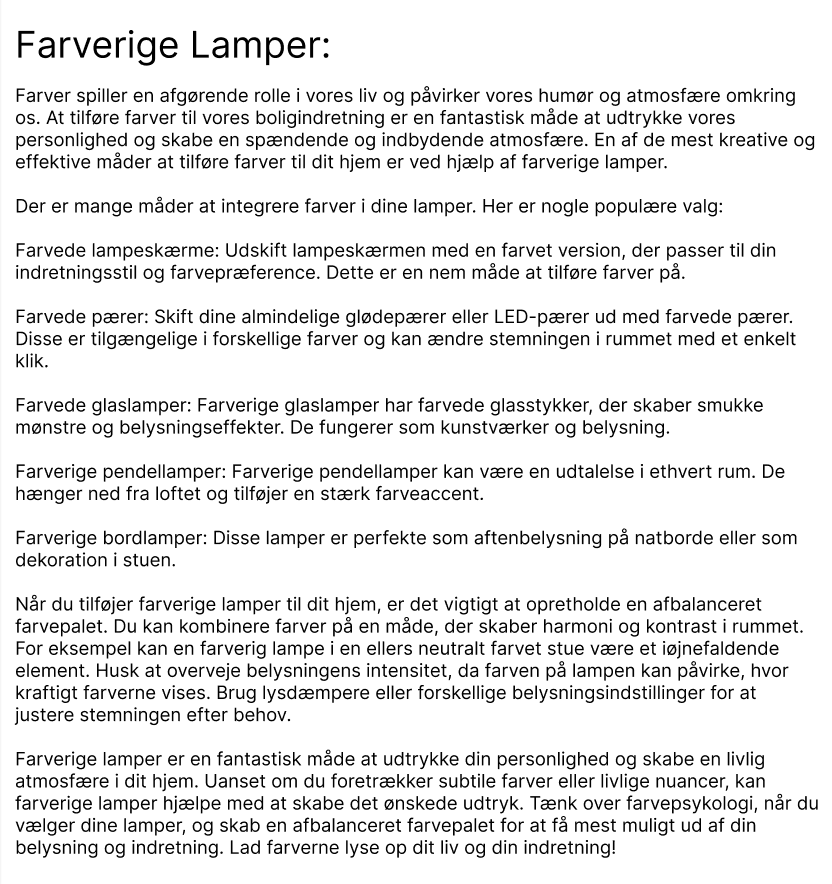 Farverige Lamper:
Farver spiller en afgørende rolle i vores liv og påvirker vores humør og atmosfære omkring
os. At tilføre farver til vores boligindretning er en fantastisk måde at udtrykke vores
personlighed og skabe en spændende og indbydende atmosfære. En af de mest kreative og
effektive måder at tilføre farver til dit hjem er ved hjælp af farverige lamper.
Der er mange måder at integrere farver i dine lamper. Her er nogle populære valg:
Farvede lampeskærme: Udskift lampeskærmen med en farvet version, der passer til din
indretningsstil og farvepræference. Dette er en nem måde at tilføre farver på.
Farvede pærer: Skift dine almindelige glødepærer eller LED-pærer ud med farvede pærer.
Disse er tilgængelige i forskellige farver og kan ændre stemningen i rummet med et enkelt
klik.
Farvede glaslamper: Farverige glaslamper har farvede glasstykker, der skaber smukke
mønstre og belysningseffekter. De fungerer som kunstværker og belysning.
Farverige pendellamper: Farverige pendellamper kan være en udtalelse i ethvert rum. De
hænger ned fra loftet og tilføjer en stærk farveaccent.
Farverige bordlamper: Disse lamper er perfekte som aftenbelysning på natborde eller som
dekoration i stuen.
Når du tilføjer farverige lamper til dit hjem, er det vigtigt at opretholde en afbalanceret
farvepalet. Du kan kombinere farver på en måde, der skaber harmoni og kontrast i rummet.
For eksempel kan en farverig lampe i en ellers neutralt farvet stue være et iøjnefaldende
element. Husk at overveje belysningens intensitet, da farven på lampen kan påvirke, hvor
kraftigt farverne vises. Brug lysdæmpere eller forskellige belysningsindstillinger for at
justere stemningen efter behov.
Farverige lamper er en fantastisk måde at udtrykke din personlighed og skabe en livlig
atmosfære i dit hjem. Uanset om du foretrækker subtile farver eller livlige nuancer, kan
farverige lamper hjælpe med at skabe det ønskede udtryk. Tænk over farvepsykologi, når du
vælger dine lamper, og skab en afbalanceret farvepalet for at få mest muligt ud af din
belysning og indretning. Lad farverne lyse op dit liv og din indretning!